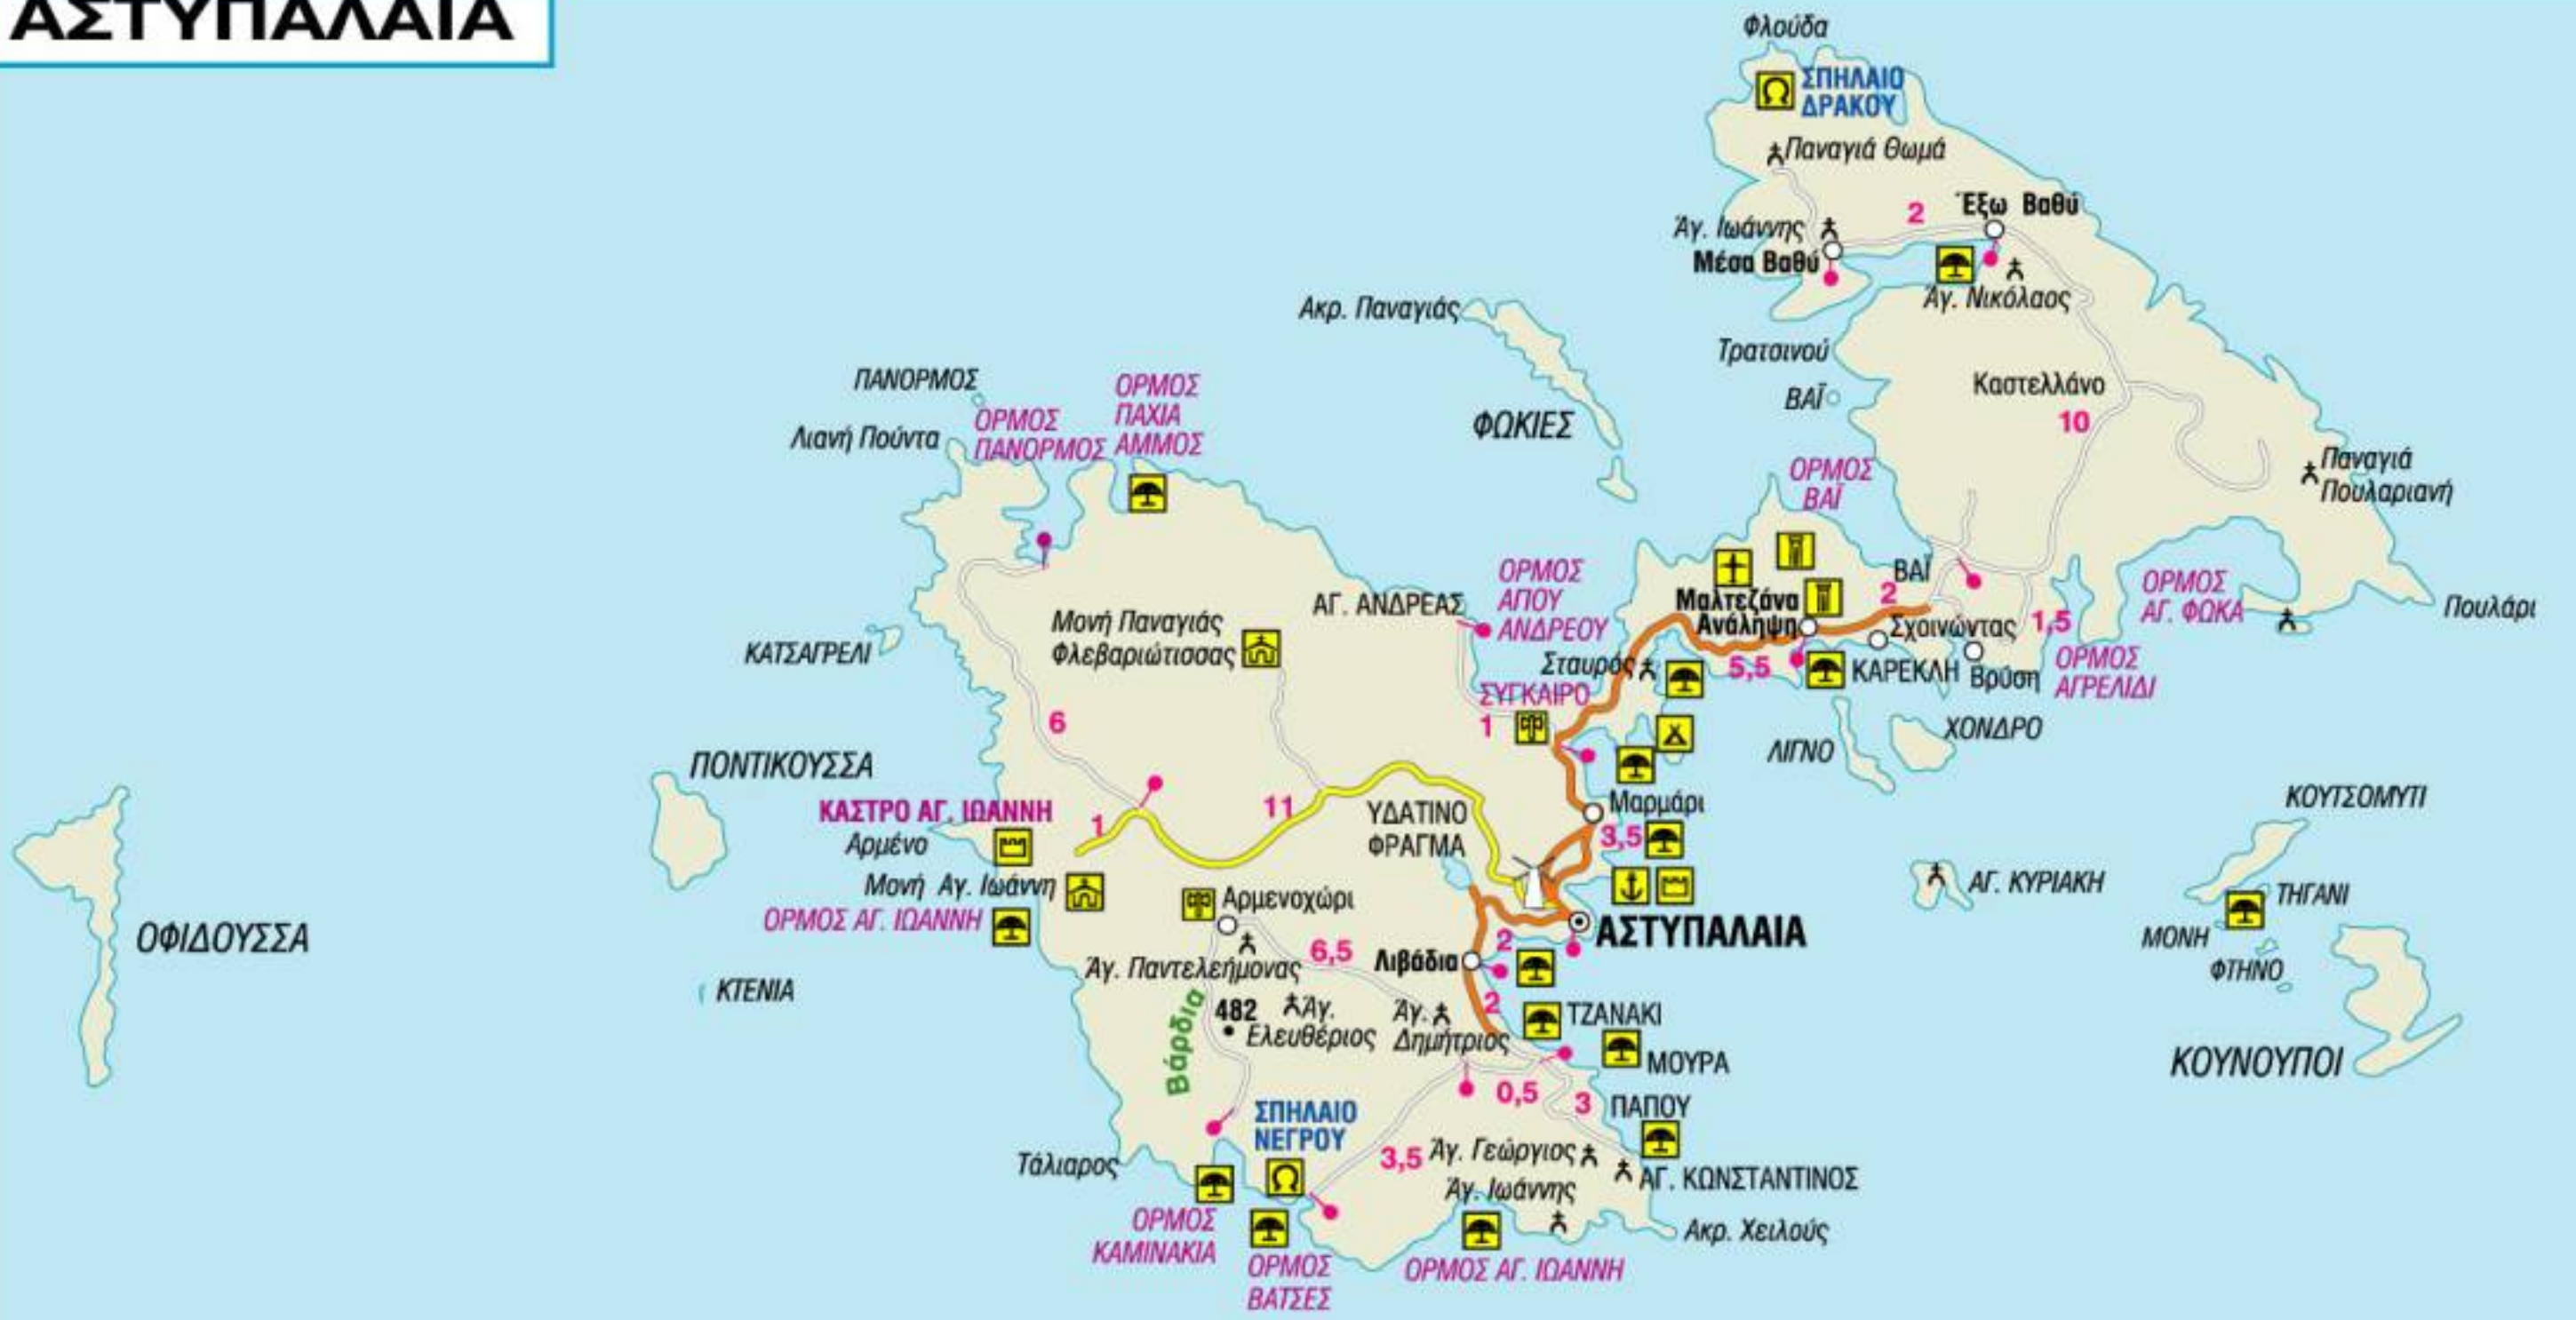 ΑΣΤΥΠΑΛΑΙΑ
Φλούδα
ΣΠΗΛΑΙΟ
ΔΡΑΚΟΥ
Παναγιά Θωμά
Έξω Βαθύ
2
Άγ. Ιωάννης
Μέσα Βαθύ
Άγ. Νικόλαος
Ακρ. Παναγιάς
Τρατσινού
ΒΑΪ
Καστελλάνο
10
ΦΩΚΙΕΣ
ΠΑΝΟΡΜΟΣ
Λιανή Πούντα
ΟΡΜΟΣ
ΠΑΝΟΡΜΟΣ
ΟΡΜΟΣ
ΠΑΧΙΑ
ΑΜΜΟΣ
ΟΡΜΟΣ
ΒΑΪ
Παναγιά
Πουλαριανή
ΟΡΜΟΣ
ΑΠΟΥ
ΑΝΔΡΕΟΥ
ΑΓ. ΑΝΔΡΕΑΣ
Μαλτεζάνα
Ανάληψη
ΒΑΪ
2
Σχοινώντας
1,5
ΟΡΜΟΣ
ΑΓ. ΦΩΚΑ
Πουλάρι
Μονή Παναγιάς
Φλεβαριώτισσας
ΚΑΤΣΑΓΡΕΛΙ
Σταυρός
5,5
ΚΑΡΕΚΛΗ
Βρύση
ΟΡΜΟΣ
ΑΓΡΕΛΙΔΙ
ΣΥΓΚΑΙΡΟ
1
6
ΛΙΓΝΟ
ΧΟΝΔΡΟ
ΠΟΝΤΙΚΟΥΣΣΑ
ΚΑΣΤΡΟ ΑΓ. ΙΩΑΝΝΗ
Αρμένο
1
11
ΥΔΑΤΙΝΟ
ΦΡΑΓΜΑ
Μαρμάρι
3,5
ΚΟΥΤΣΟΜΥΤΙ
Μονή Αγ. Ιωάννη
ΟΡΜΟΣ ΑΓ. ΙΩΑΝΝΗ
Αρμενοχώρι
ΑΓ. ΚΥΡΙΑΚΗ
ΤΗΓΑΝΙ
ΜΟΝΗ
ΦΤΗΝΟ
ΟΦΙΔΟΥΣΣΑ
ΑΣΤΥΠΑΛΑΙΑ
2
6,5
Λιβάδια
Άγ. Παντελεήμονας
ΚΤΕΝΙΑ
Βάρδια
482
Άγ.
Ελευθέριος
Άγ.
Δημήτριος
2
ΤΖΑΝΑΚΙ
ΜΟΥΡΑ
ΚΟΥΝΟΥΠΟΙ
0,5
3
ΠΑΠΟΥ
ΣΠΗΛΑΙΟ
ΝΕΓΡΟΥ
Τάλιαρος
3,5
Άγ. Γεώργιος
Άγ. Ιωάννης
ΑΓ. ΚΩΝΣΤΑΝΤΙΝΟΣ
Ακρ. Χειλούς
ΟΡΜΟΣ
ΚΑΜΙΝΑΚΙΑ
ΟΡΜΟΣ
ΒΑΤΣΕΣ
ΟΡΜΟΣ ΑΓ. ΙΩΑΝΝΗ